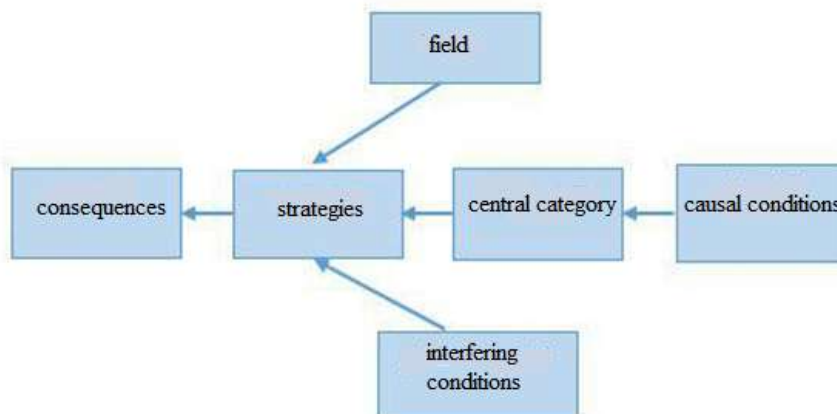 field
consequences
strategies
central category
causal conditions
interfering
conditions